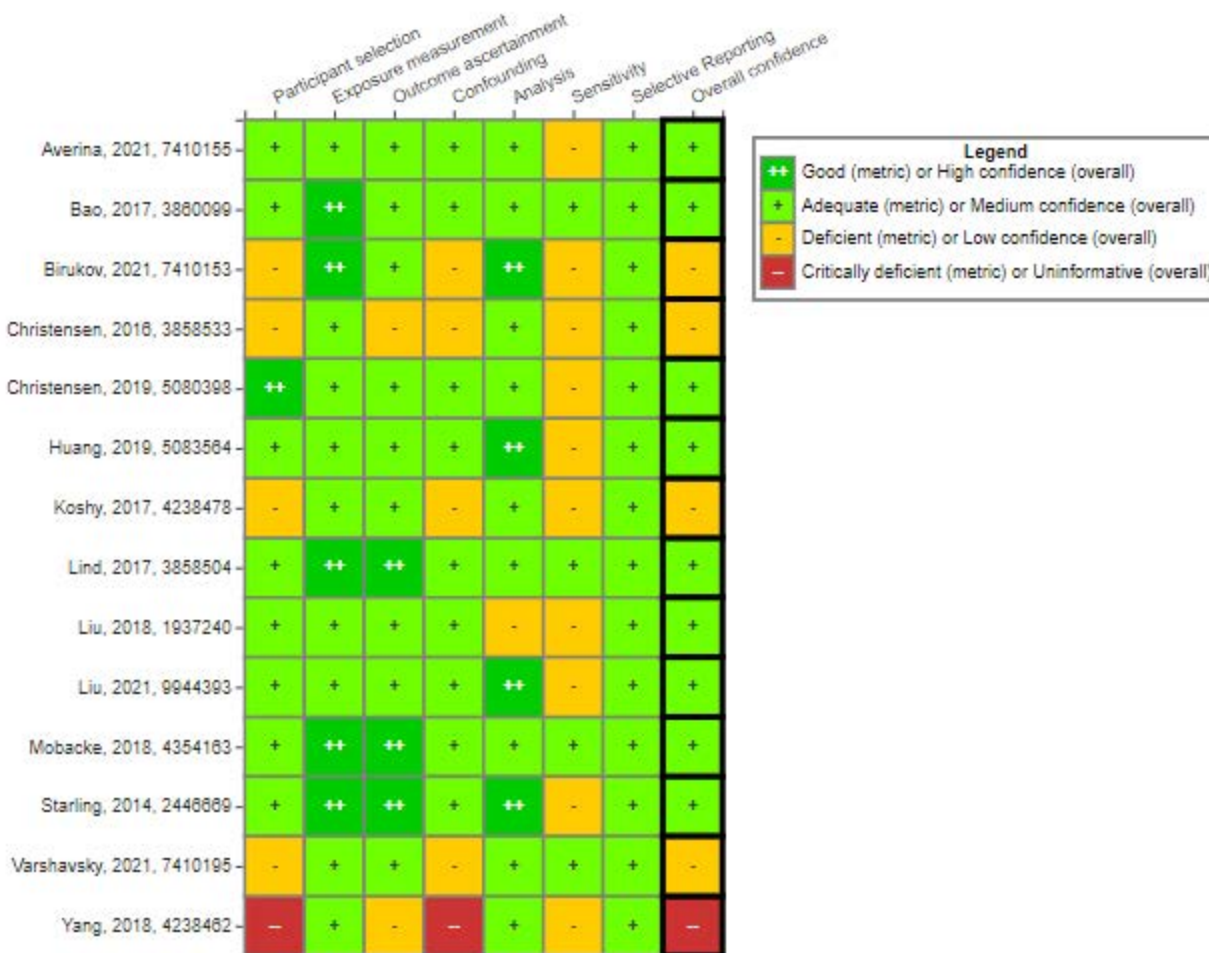 Participant selection
Exposure measurement
Outcome ascertainment
Confounding
Analysis
Sensitivity
Selective Reporting
Overall confidence
Averina, 2021, 7410155 + + + + + - + +
Bao, 2017, 3860099 + ++ + + + + + +
Birukov, 2021, 7410153 - ++ + - ++ - + -
Christensen, 2016, 3858533 - + - - + - + -
Christensen, 2019, 5080398 ++ + + + + - + +
Huang, 2019, 5083564 + + + + ++ - + +
Koshy, 2017, 4238478 - + + - + - + -
Lind, 2017, 3858504 + ++ ++ + + + + +
Liu, 2018, 1937240 + + + + - - + +
Liu, 2021, 9944393 + + + + ++ - + +
Mobacke, 2018, 4354163 + ++ ++ + + + + +
Starling, 2014, 2446669 + ++ ++ + ++ - + +
Varshavsky, 2021, 7410195 - + + - + + + -
Yang, 2018, 4238462 -- + - -- + - + --
Legend
++ Good (metric) or High confidence (overall)
+ Adequate (metric) or Medium confidence (overall)
- Deficient (metric) or Low confidence (overall)
-- Critically deficient (metric) or Uninformative (overall)